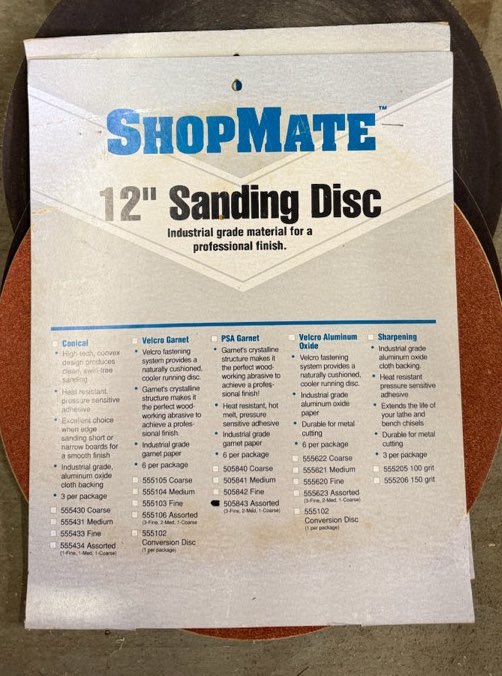 SHOPMATE™
12" Sanding Disc
Industrial grade material for a
professional finish.
Conical
• High-tech, convex
design produces
clean, swirl-free
sanding
• Heat resistant,
pressure sensitive
adhesive
• Excellent choice
when edge
sanding short or
narrow boards for
a smooth finish
• Industrial grade,
aluminum oxide
cloth backing
• 3 per package
555430 Coarse
555431 Medium
555433 Fine
555434 Assorted
(1-Fine, 1-Med, 1-Coarse)
Velcro Garnet
• Velcro fastening
system provides a
naturally cushioned,
cooler running disc.
• Garnet's crystalline
structure makes it
the perfect wood-
working abrasive to
achieve a profes-
sional finish.
• Industrial grade
garnet paper
• 6 per package
555105 Coarse
555104 Medium
555103 Fine
555106 Assorted
(3-Fine, 2-Med, 1-Coarse)
555102
Conversion Disc
(1 per package)
PSA Garnet
• Garnet's crystalline
structure makes it
the perfect wood-
working abrasive to
achieve a profes-
sional finish!
• Heat resistant, hot
melt, pressure
sensitive adhesive
• Industrial grade
garnet paper
• 6 per package
505840 Coarse
505841 Medium
505842 Fine
505843 Assorted
(3-Fine, 2-Med, 1-Coarse)
Velcro Aluminum
Oxide
• Velcro fastening
system provides a
naturally cushioned,
cooler running disc.
• Industrial grade
aluminum oxide
paper
• Durable for metal
cutting
• 6 per package
555622 Coarse
555621 Medium
555620 Fine
555623 Assorted
(3-Fine, 2-Med, 1-Coarse)
555102
Conversion Disc
(1 per package)
Sharpening
• Industrial grade
aluminum oxide
cloth backing
• Heat resistant
pressure sensitive
adhesive
• Extends the life of
your lathe and
bench chisels
• Durable for metal
cutting
• 3 per package
555205 100 grit
555206 150 grit